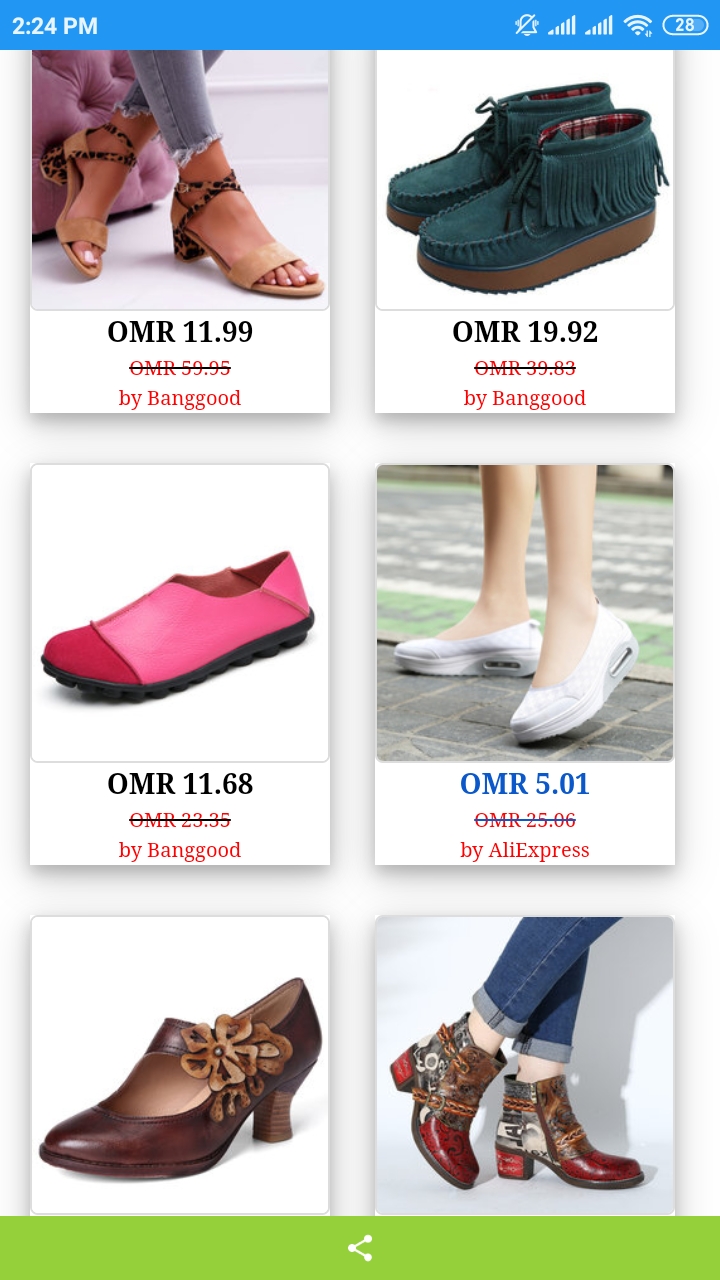 2:24 PM
28
OMR 11.99
OMR 59.95
by Banggood
OMR 19.92
OMR 39.83
by Banggood
OMR 11.68
OMR 23.35
by Banggood
OMR 5.01
OMR 25.06
by AliExpress